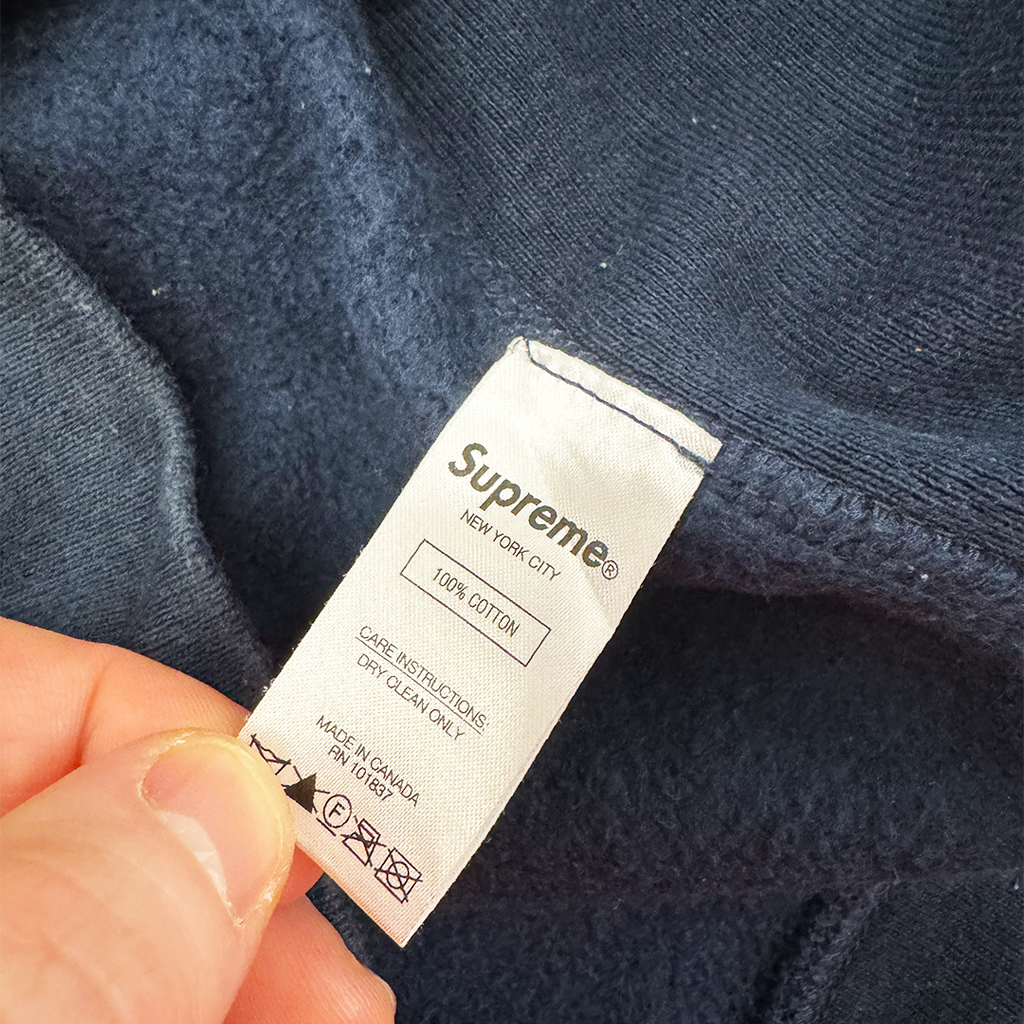 Supreme®
NEW YORK CITY
100% COTTON
CARE INSTRUCTIONS:
DRY CLEAN ONLY
MADE IN CANADA
RN 101837
F